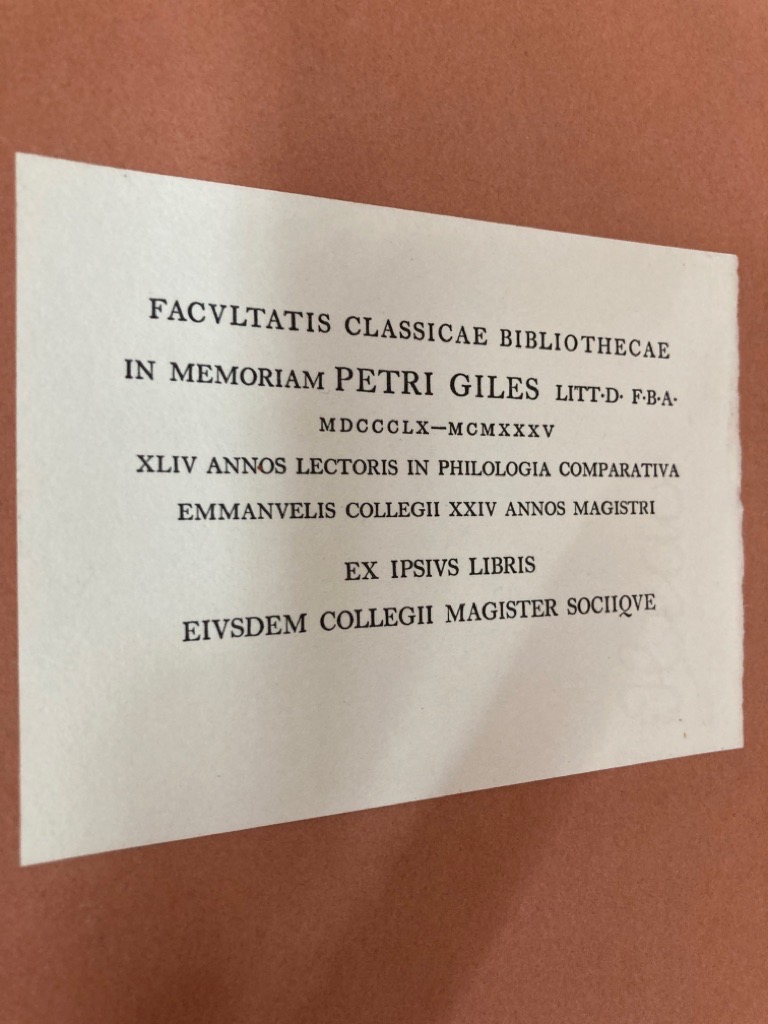 FACVLTATIS CLASSICAE BIBLIOTHECAE
IN MEMORIAM PETRI GILES LITT·D· F·B·A·
MDCCCLX—MCMXXXV
XLIV ANNOS LECTORIS IN PHILOLOGIA COMPARATIVA
EMMANVELIS COLLEGII XXIV ANNOS MAGISTRI
EX IPSIVS LIBRIS
EIVSDEM COLLEGII MAGISTER SOCIIQVE